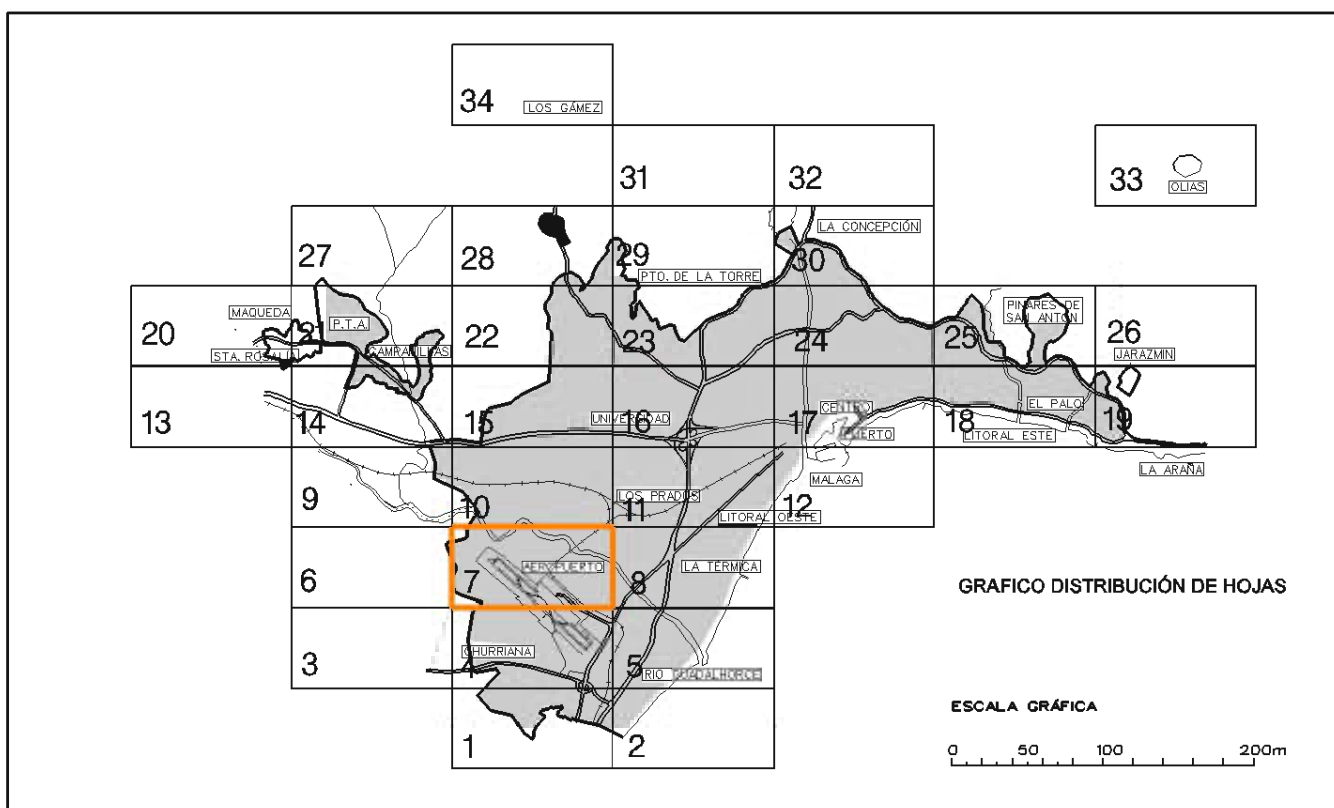 34 LOS GÁMEZ
31
32
33
OLIAS
LA CONCEPCIÓN
27
28
29
30
PTO. DE LA TORRE
MAQUEDA
P.T.A.
PINARES DE
SAN ANTON
20
21
22
23
24
25
26
STA. ROSALIA
CAMPANILLAS
JARAZMIN
13
14
15
UNIVERSIDAD
16
17
CENTRO
PUERTO
18
EL PALO
LITORAL ESTE
19
LA ARAÑA
MALAGA
9
10
LOS PRADOS
11
LITORAL OESTE
12
6
7
AEROPUERTO
8
LA TÉRMICA
GRAFICO DISTRIBUCIÓN DE HOJAS
3
CHURRIANA
5
RIO GUADALHORCE
1
2
ESCALA GRÁFICA
0 50 100 200m